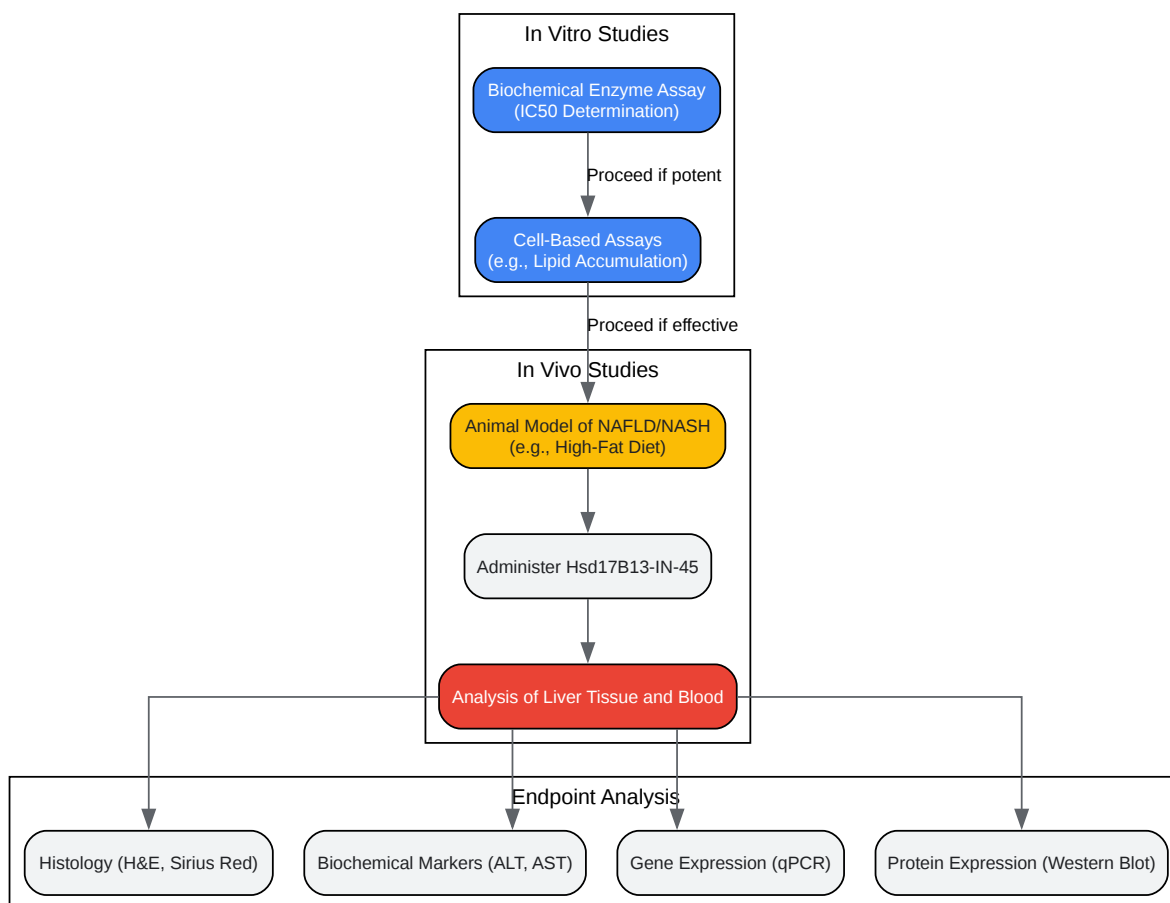 In Vitro Studies
Biochemical Enzyme Assay
(IC50 Determination)
Proceed if potent
Cell-Based Assays
(e.g., Lipid Accumulation)
Proceed if effective
In Vivo Studies
Animal Model of NAFLD/NASH
(e.g., High-Fat Diet)
Administer Hsd17B13-IN-45
Analysis of Liver Tissue and Blood
Endpoint Analysis
Histology (H&E, Sirius Red)
Biochemical Markers (ALT, AST)
Gene Expression (qPCR)
Protein Expression (Western Blot)